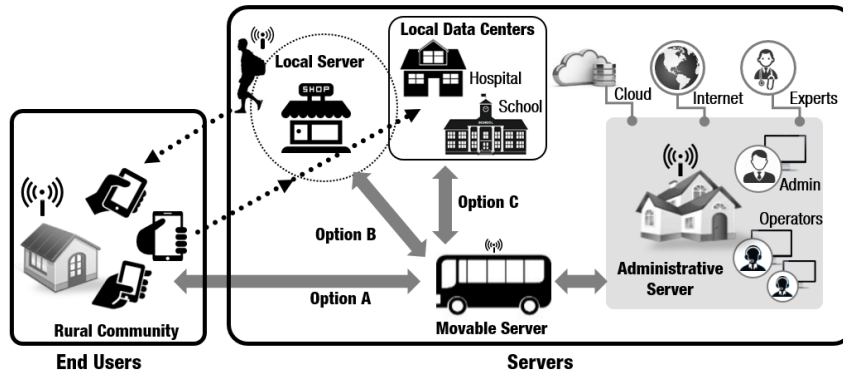 Local Data Centers
Local Server
Hospital
SHOP
School
SCHOOL
Cloud
Internet
Experts
Admin
Option C
Option B
Operators
Administrative
Server
Option A
Rural Community
Movable Server
End Users
Servers